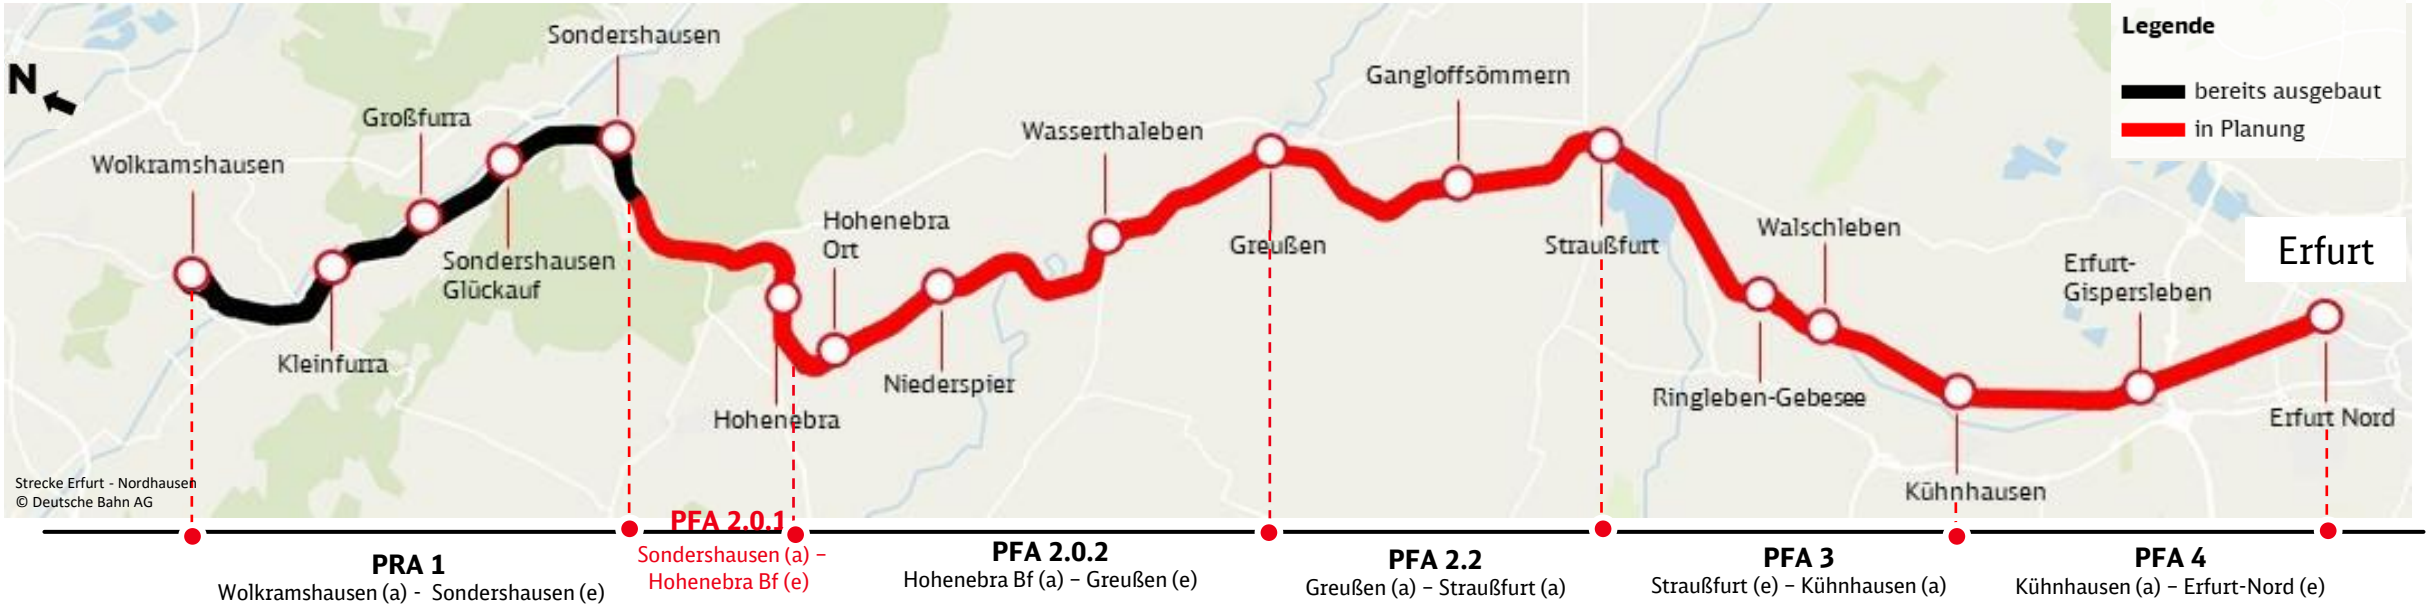 Legende
bereits ausgebaut
in Planung
N
Wolkramshausen
Kleinfurra
Großfurra
Sondershausen
Glückauf
Sondershausen
Hohenebra
Hohenebra
Ort
Niederspier
Wasserthaleben
Greußen
Gangloffsömmern
Straußfurt
Ringleben-Gebesee
Walschleben
Kühnhausen
Erfurt-
Gispersleben
Erfurt
Erfurt Nord
Strecke Erfurt - Nordhausen
© Deutsche Bahn AG
PRA 1
Wolkramshausen (a) - Sondershausen (e)
PFA 2.0.1
Sondershausen (a) –
Hohenebra Bf (e)
PFA 2.0.2
Hohenebra Bf (a) – Greußen (e)
PFA 2.2
Greußen (a) – Straußfurt (a)
PFA 3
Straußfurt (e) – Kühnhausen (a)
PFA 4
Kühnhausen (a) – Erfurt-Nord (e)